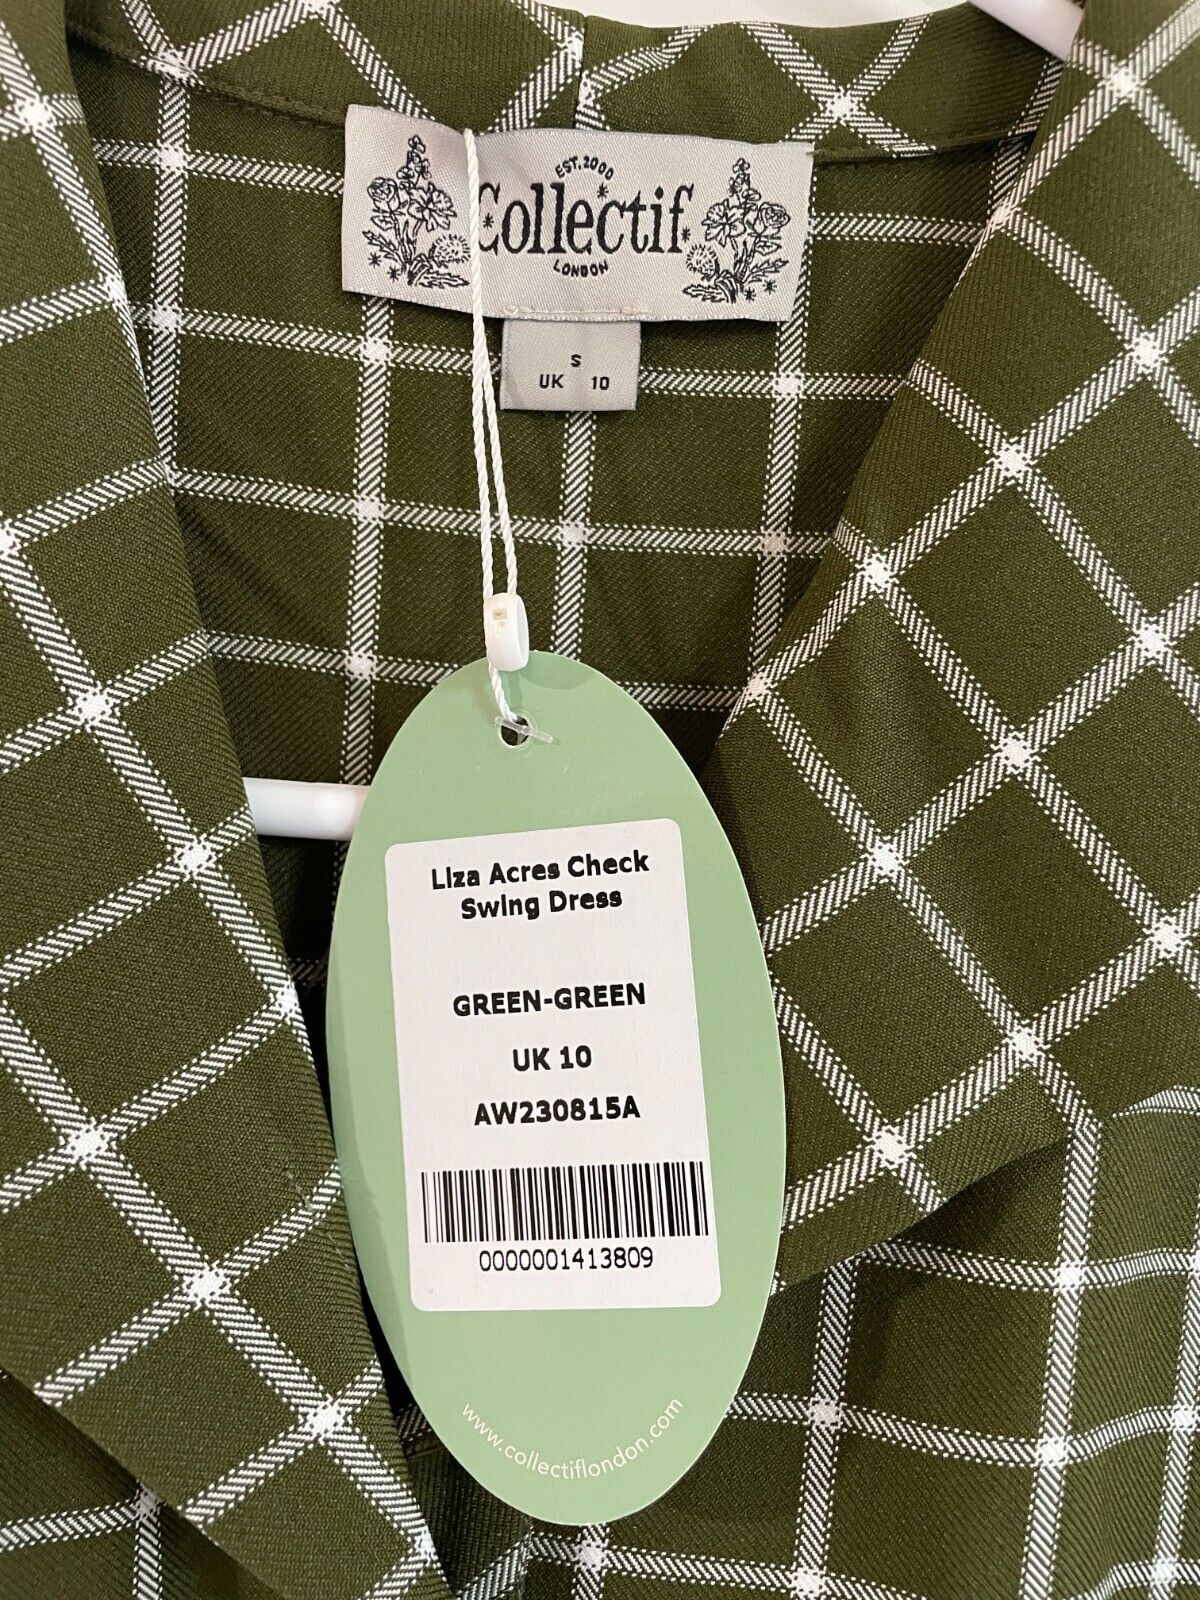 EST. 2000
Collectif
LONDON
S
UK 10
Liza Acres Check
Swing Dress
GREEN-GREEN
UK 10
AW230815A
0000001413809
www.collectiflondon.com